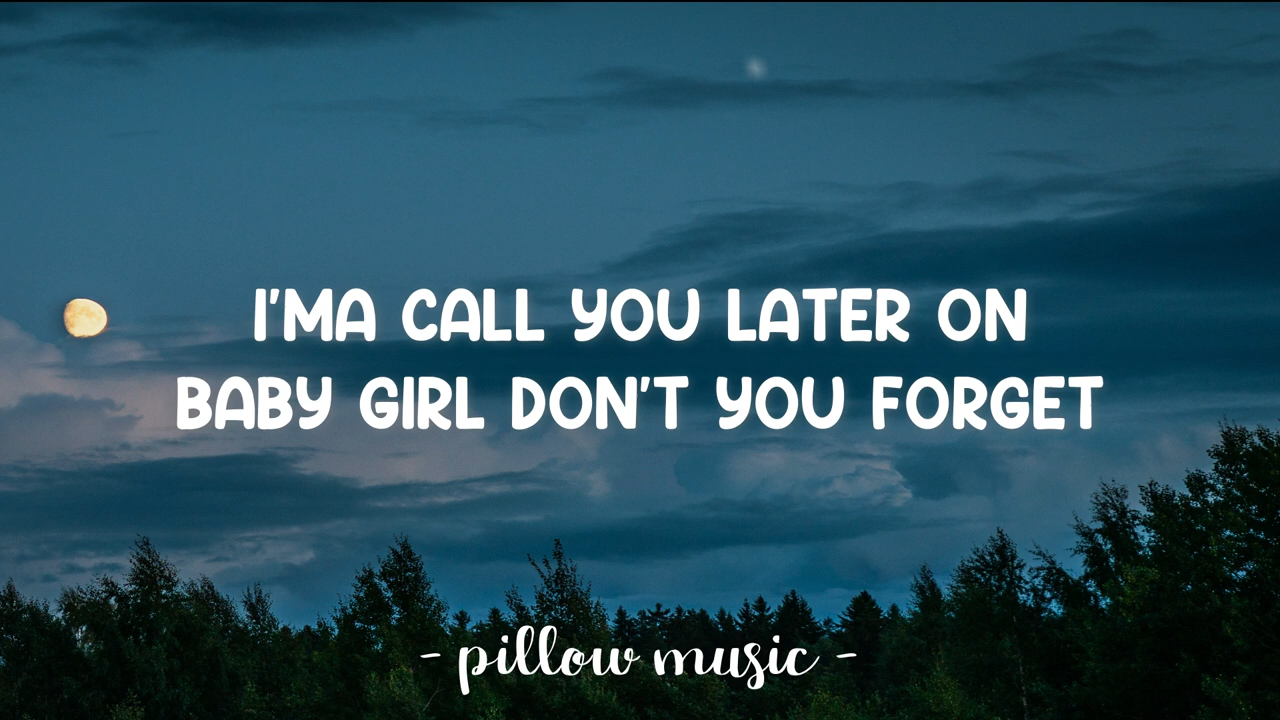 I'MA CALL YOU LATER ON
BABY GIRL DON'T YOU FORGET
- pillow music -